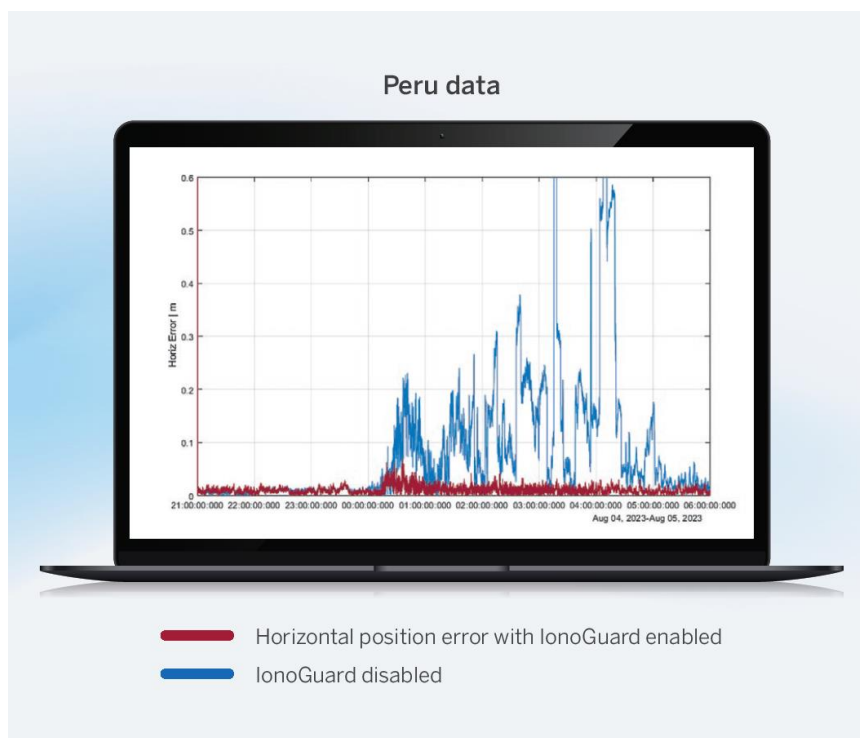 Peru data
0.6
0.5
0.4
0.3
0.2
0.1
0
Horiz Error | m
21:00:00:000 22:00:00:000 23:00:00:000 00:00:00:000 01:00:00:000 02:00:00:000 03:00:00:000 04:00:00:000 05:00:00:000 06:00:00:000
Aug 04, 2023-Aug 05, 2023
Horizontal position error with IonoGuard enabled
IonoGuard disabled